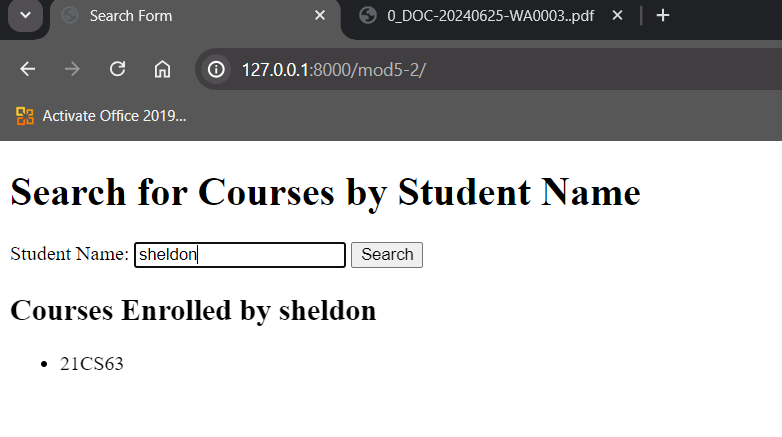 Search Form
0_DOC-20240625-WA0003..pdf
127.0.0.1:8000/mod5-2/
Activate Office 2019...
Search for Courses by Student Name
Student Name: sheldon Search
Courses Enrolled by sheldon
21CS63